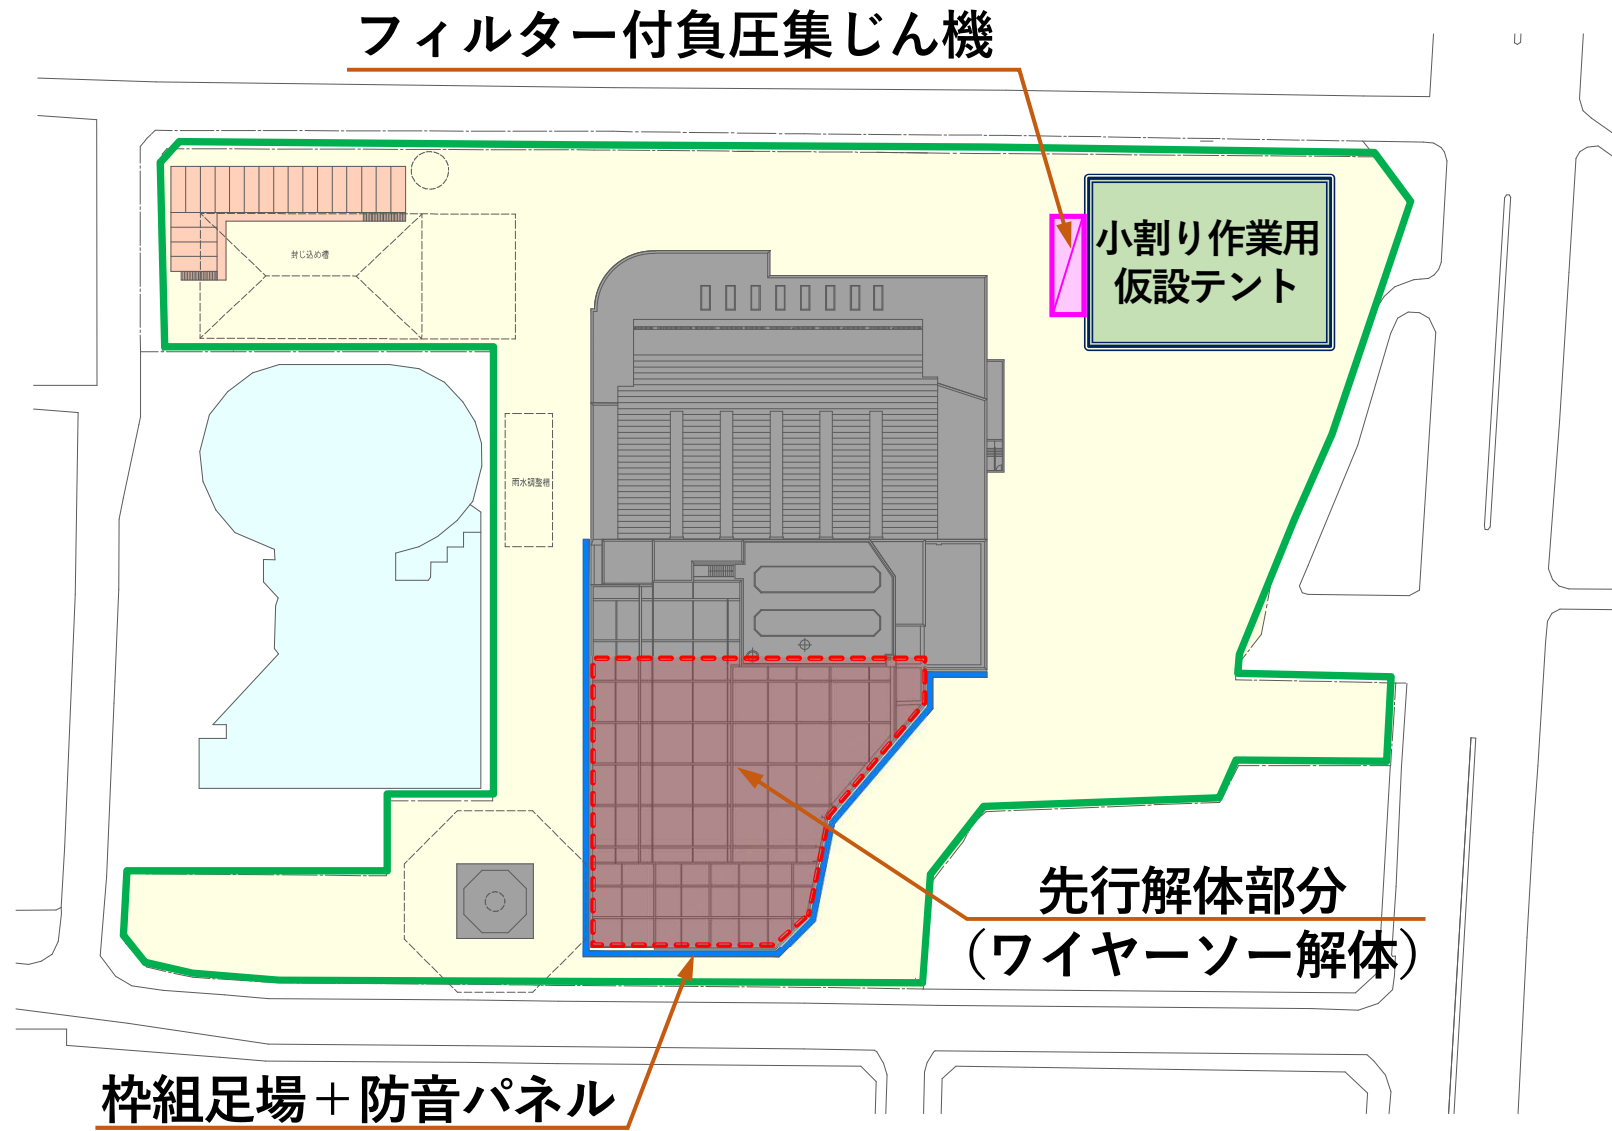 フィルター付負圧集じん機
小割り作業用
仮設テント
封じ込め槽
雨水調整槽
先行解体部分
（ワイヤーソー解体）
枠組足場＋防音パネル